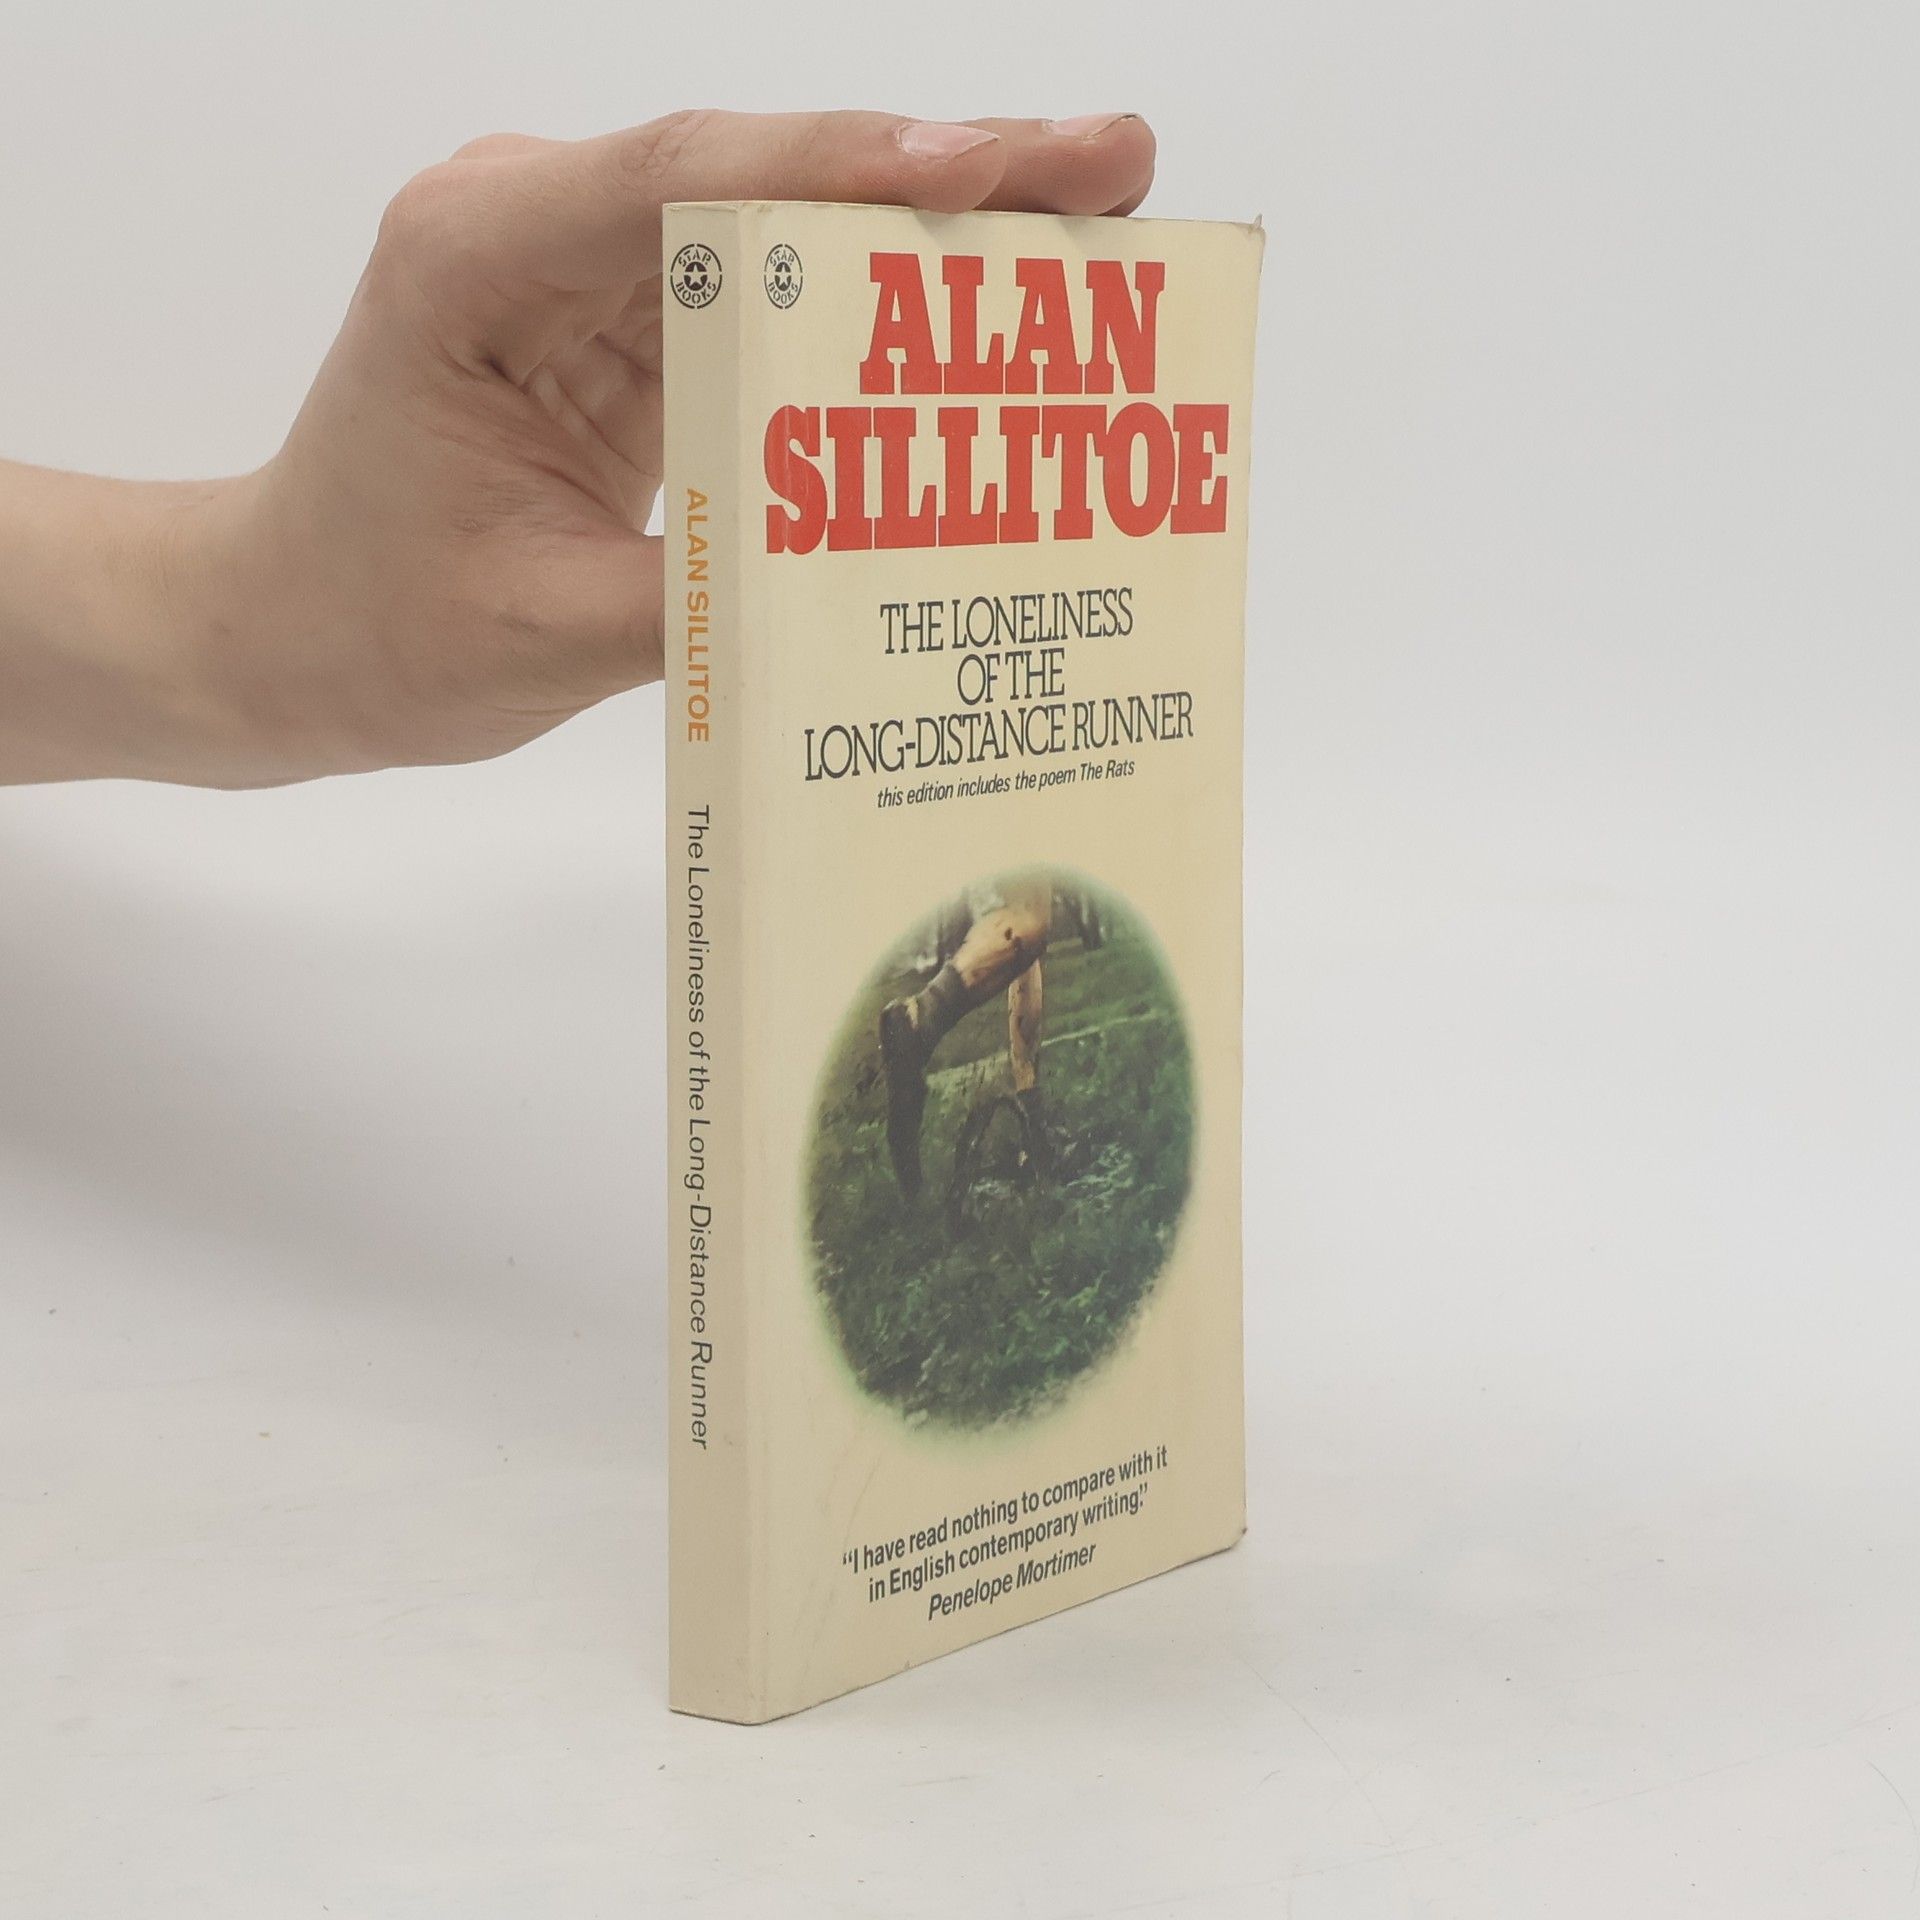 STAR
BOOKS
ALAN SILLITOE The Loneliness of the Long-Distance Runner
STAR
BOOKS
ALAN
SILLITOE
THE LONELINESS
OF THE
LONG-DISTANCE RUNNER
this edition includes the poem The Rats
“I have read nothing to compare with it
in English contemporary writing.”
Penelope Mortimer